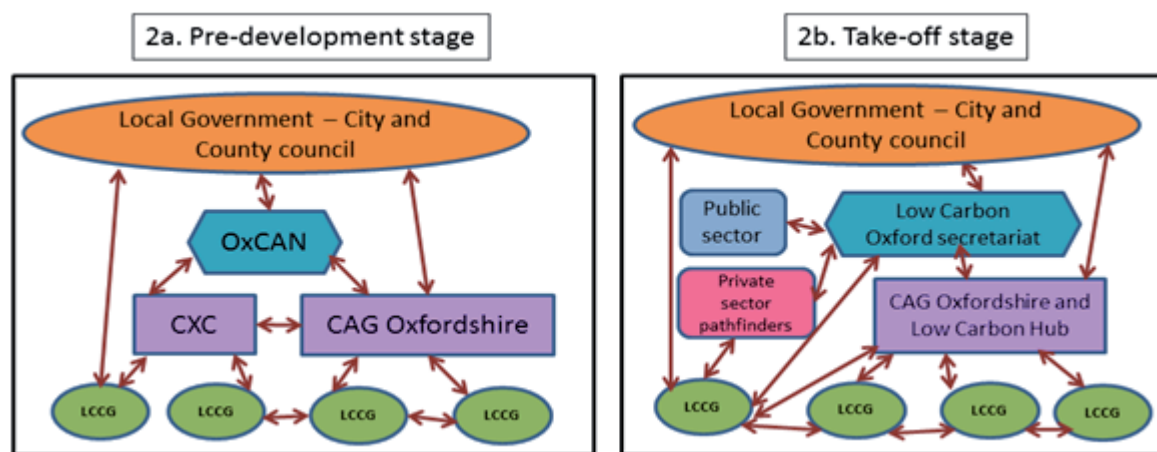 2a. Pre-development stage
Local Government – City and
County council
OxCAN
CXC
CAG Oxfordshire
LCCG
LCCG
LCCG
LCCG
2b. Take-off stage
Local Government – City and
County council
Public
sector
Low Carbon
Oxford secretariat
Private
sector
pathfinders
CAG Oxfordshire and
Low Carbon Hub
LCCG
LCCG
LCCG
LCCG